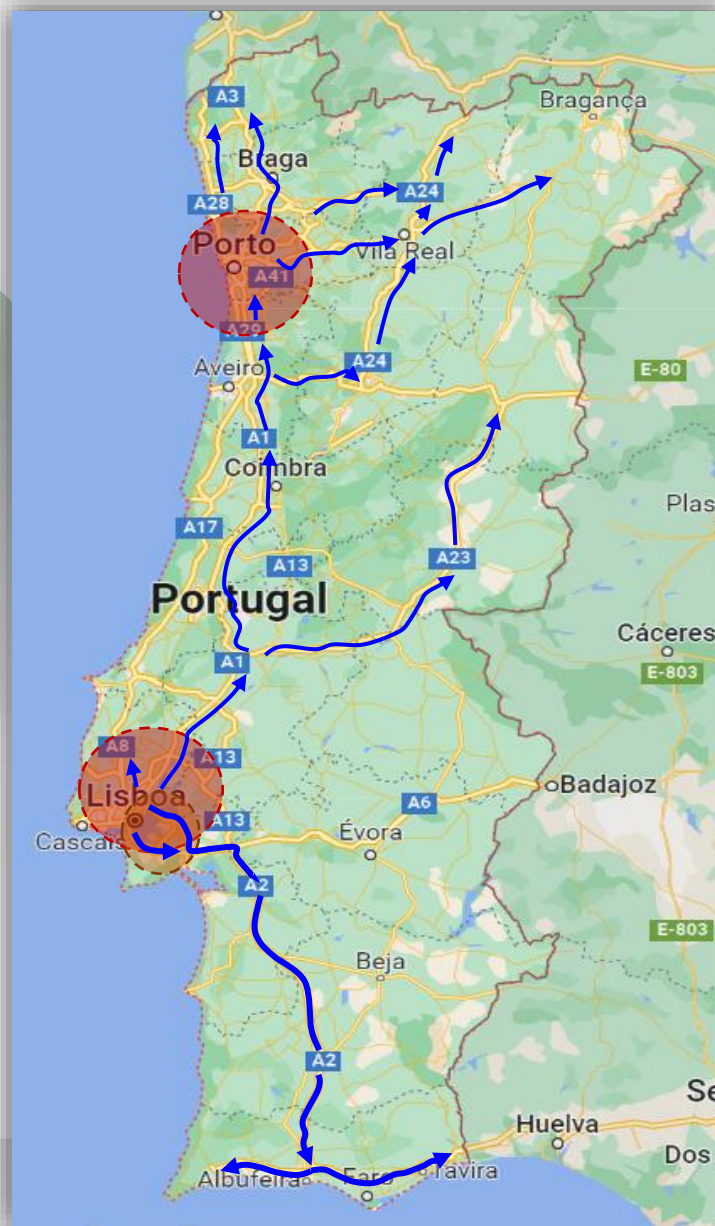 A3
Bragança
Braga
A24
A28
Porto
Vila Real
A41
A29
A24
Aveiro
E-80
A1
Coimbra
Plas
A17
A23
A13
Portugal
Cáceres
A1
E-803
A8
A13
Badajoz
Lisboa
A6
A13
Évora
Cascais
A2
E-803
Beja
A2
Se
Huelva
Dos
Tavira
Albufeira
Faro